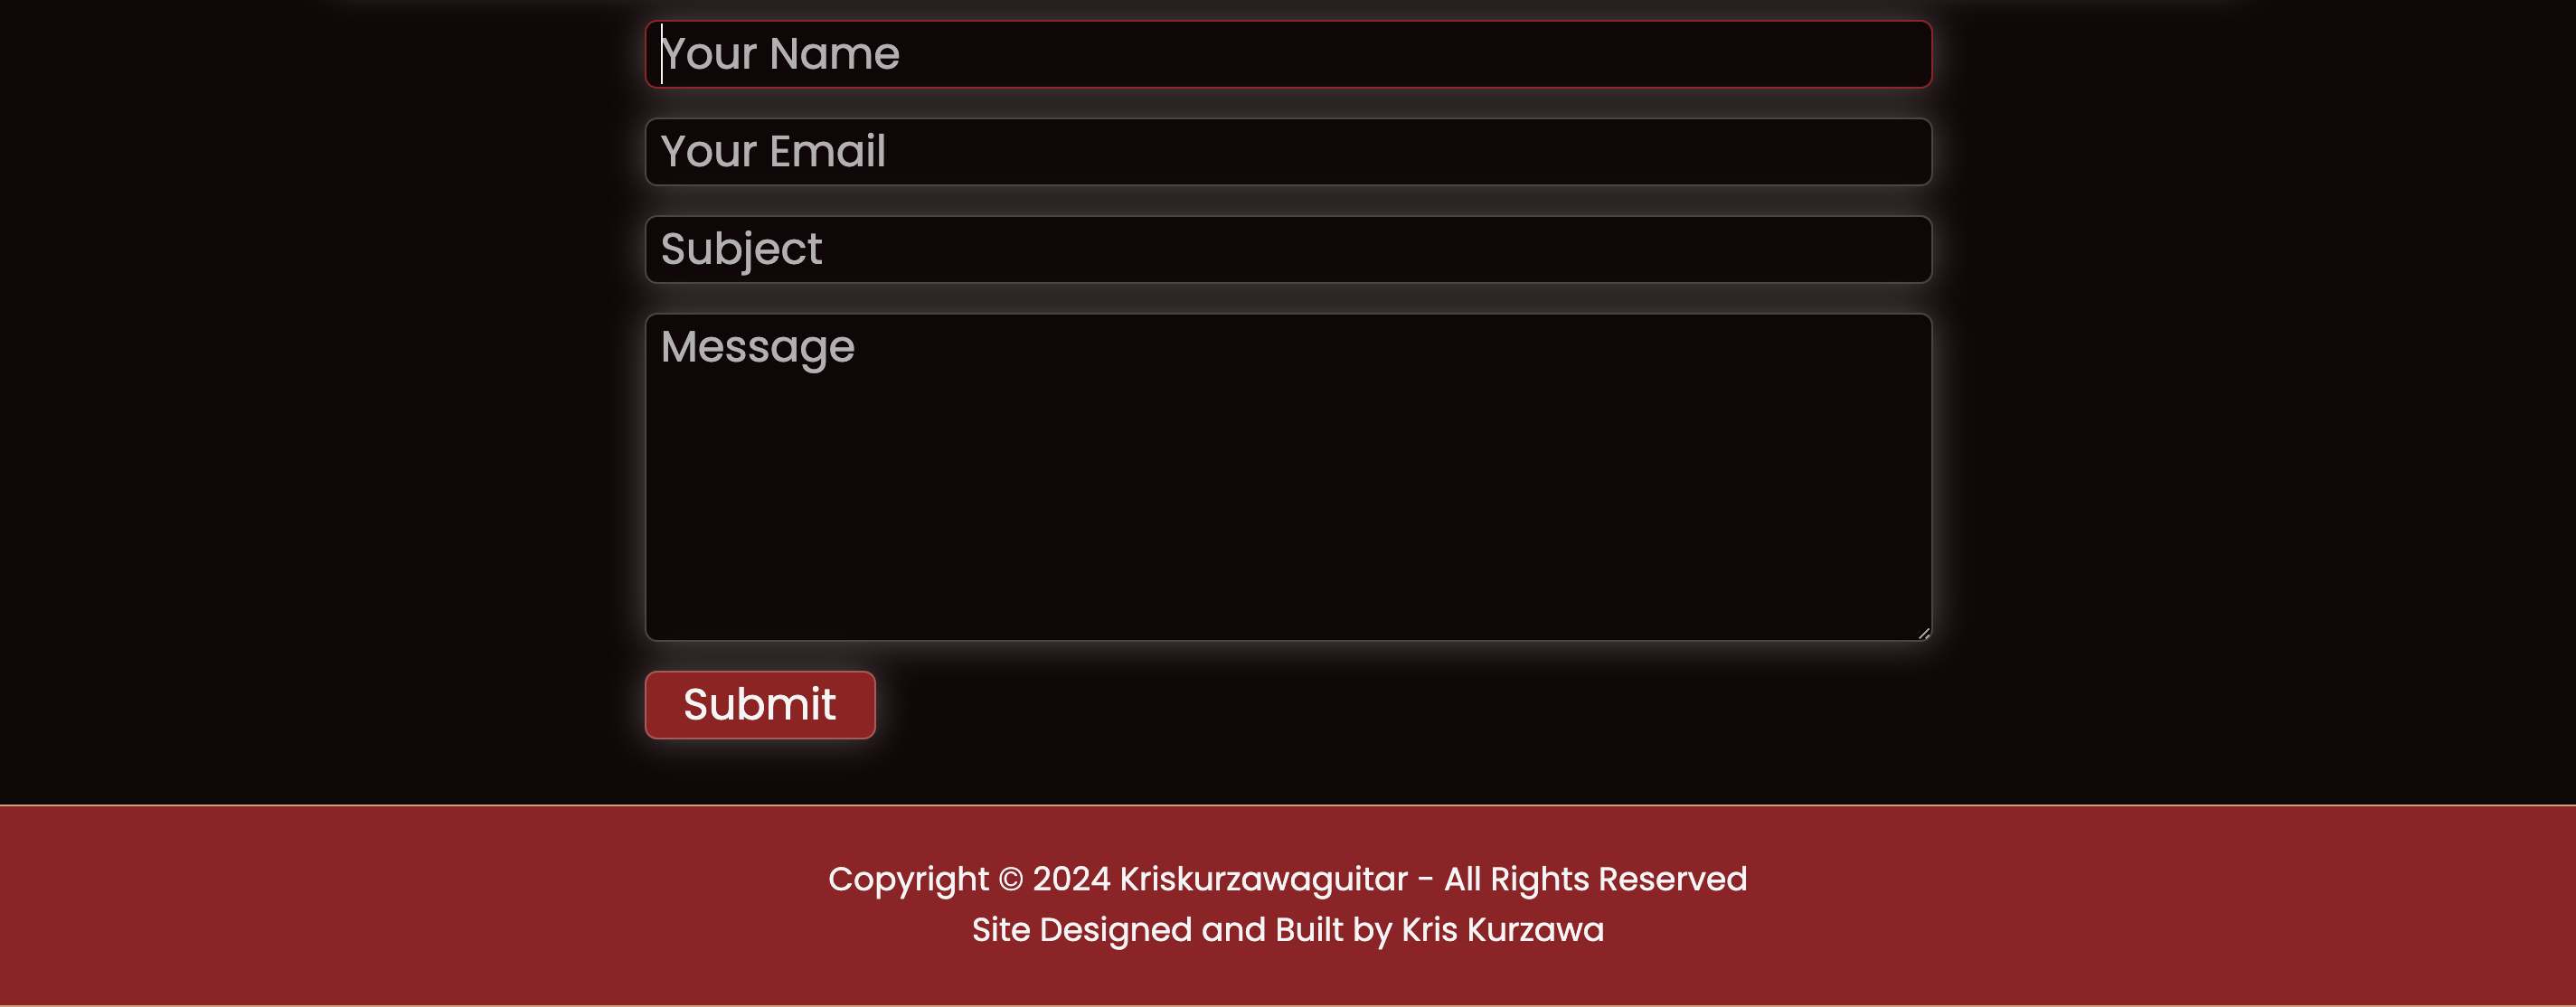 Your Name
Your Email
Subject
Message
Submit
Copyright © 2024 Kriskurzawaguitar - All Rights Reserved
Site Designed and Built by Kris Kurzawa